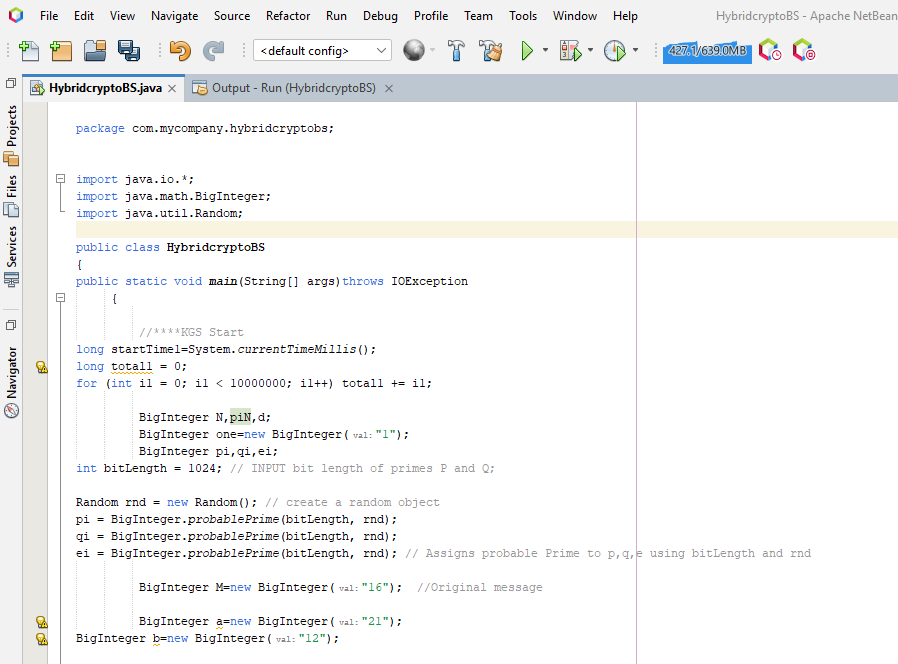 File Edit View Navigate Source Refactor Run Debug Profile Team Tools Window Help HybridcryptoBS - Apache NetBean
<default config> 427.1/639.0MB
HybridcryptoBS.java × Output - Run (HybridcryptoBS) ×
Projects
Files
Services
Navigator
package com.mycompany.hybridcryptobs;
import java.io.*;
import java.math.BigInteger;
import java.util.Random;
public class HybridcryptoBS
{
public static void main(String[] args)throws IOException
{
//****KGS Start
long startTime1=System.currentTimeMillis();
long total1 = 0;
for (int i1 = 0; i1 < 10000000; i1++) total1 += i1;
BigInteger N,piN,d;
BigInteger one=new BigInteger( val: "1");
BigInteger pi,qi,ei;
int bitLength = 1024; // INPUT bit length of primes P and Q;
Random rnd = new Random(); // create a random object
pi = BigInteger.probablePrime(bitLength, rnd);
qi = BigInteger.probablePrime(bitLength, rnd);
ei = BigInteger.probablePrime(bitLength, rnd); // Assigns probable Prime to p,q,e using bitLength and rnd
BigInteger M=new BigInteger( val: "16"); //Original message
BigInteger a=new BigInteger( val: "21");
BigInteger b=new BigInteger( val: "12");